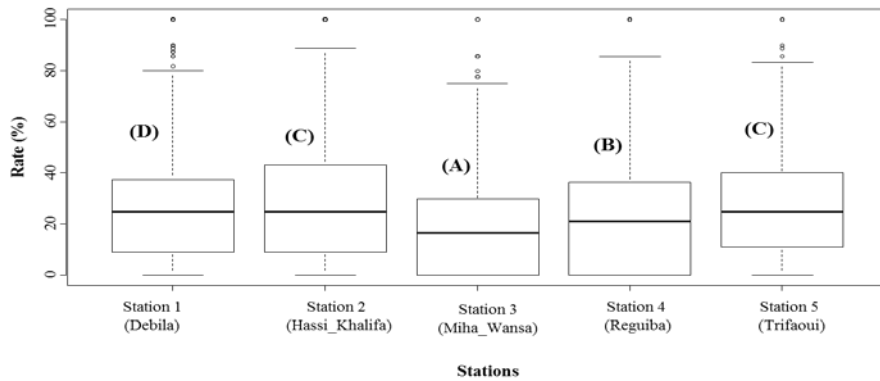 Rate (%)
100
80
60
40
20
0
(D)
(C)
(A)
(B)
(C)
Station 1
(Debila)
Station 2
(Hassi_Khalifa)
Station 3
(Miha_Wansa)
Station 4
(Reguiba)
Station 5
(Trifaoui)
Stations